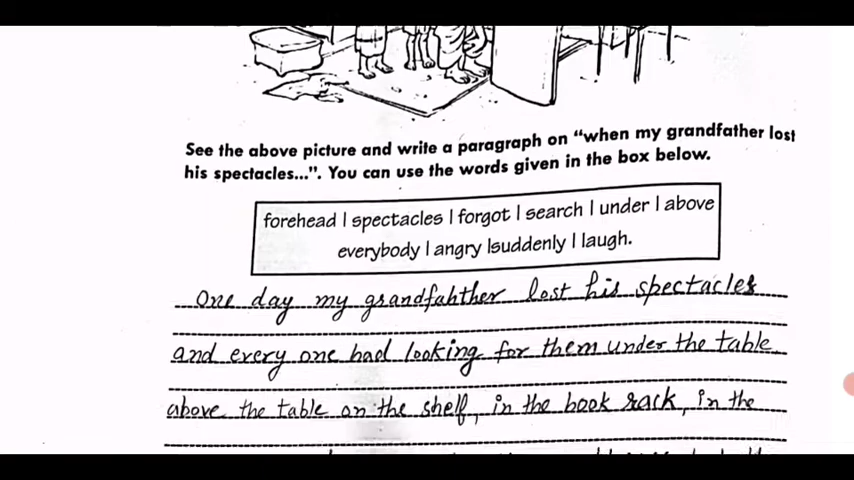 See the above picture and write a paragraph on "when my grandfather lost
his spectacles...". You can use the words given in the box below.
forehead | spectacles | forgot | search | under | above
everybody | angry |suddenly | laugh.
One day my grandfahther lost his spectacles
and every one had looking for them under the table
above the table on the shelf, in the book rack, in the